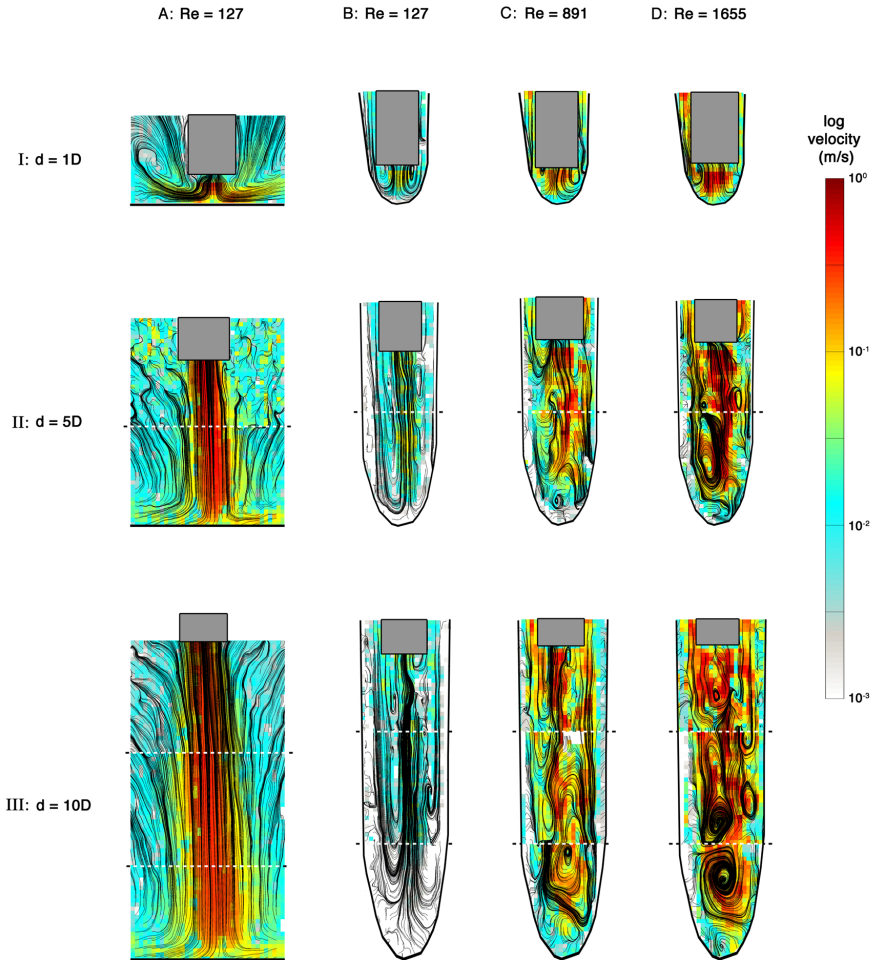 A: Re = 127
B: Re = 127
C: Re = 891
D: Re = 1655
log
velocity
(m/s)
I: d = 1D
10⁰
10⁻¹
II: d = 5D
10⁻²
10⁻³
III: d = 10D